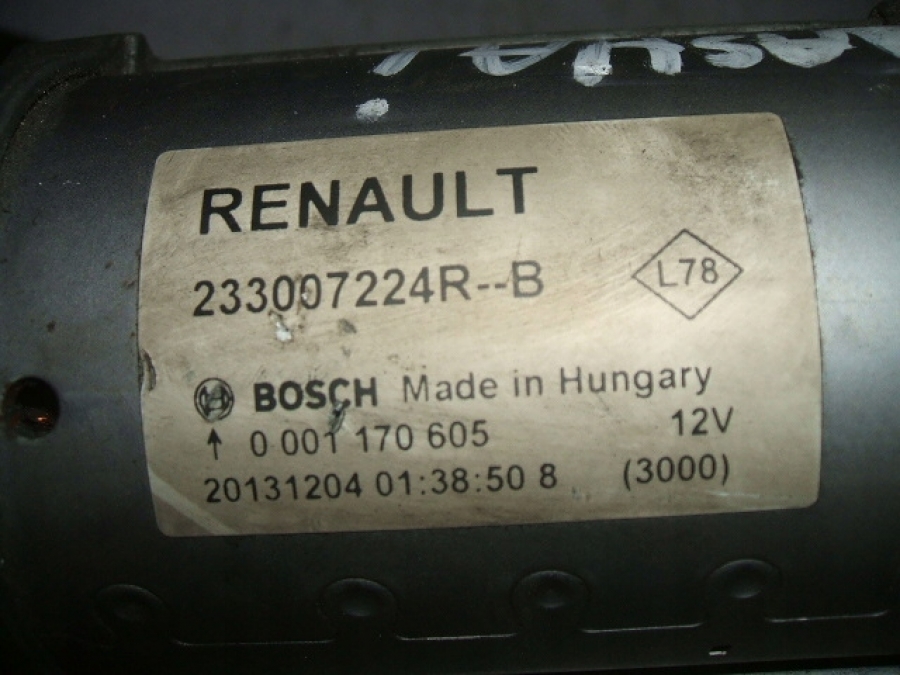 RENAULT
233007224R--B
L78
BOSCH Made in Hungary
0 001 170 605
12V
20131204 01:38:50 8
(3000)